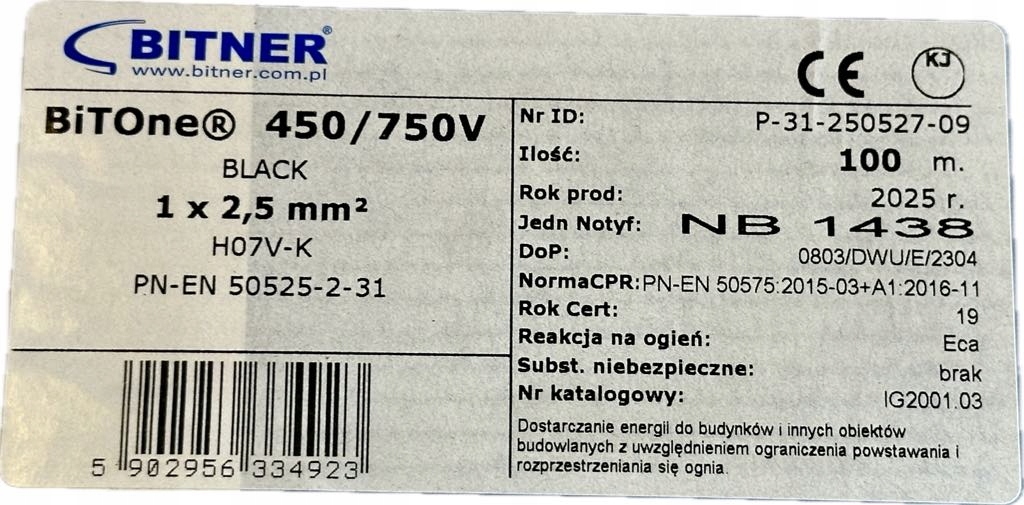 BITNER®
www.bitner.com.pl
CE
KJ
BiTOne® 450/750V
BLACK
1 x 2,5 mm²
H07V-K
PN-EN 50525-2-31
5 902956 334923
Nr ID: P-31-250527-09
Ilość: 100 m.
Rok prod: 2025 r.
Jedn Notyf: NB 1438
DoP: 0803/DWU/E/2304
NormaCPR: PN-EN 50575:2015-03+A1:2016-11
Rok Cert: 19
Reakcja na ogień: Eca
Subst. niebezpieczne: brak
Nr katalogowy: IG2001.03
Dostarczanie energii do budynków i innych obiektów
budowlanych z uwzględnieniem ograniczenia powstawania i
rozprzestrzeniania się ognia.